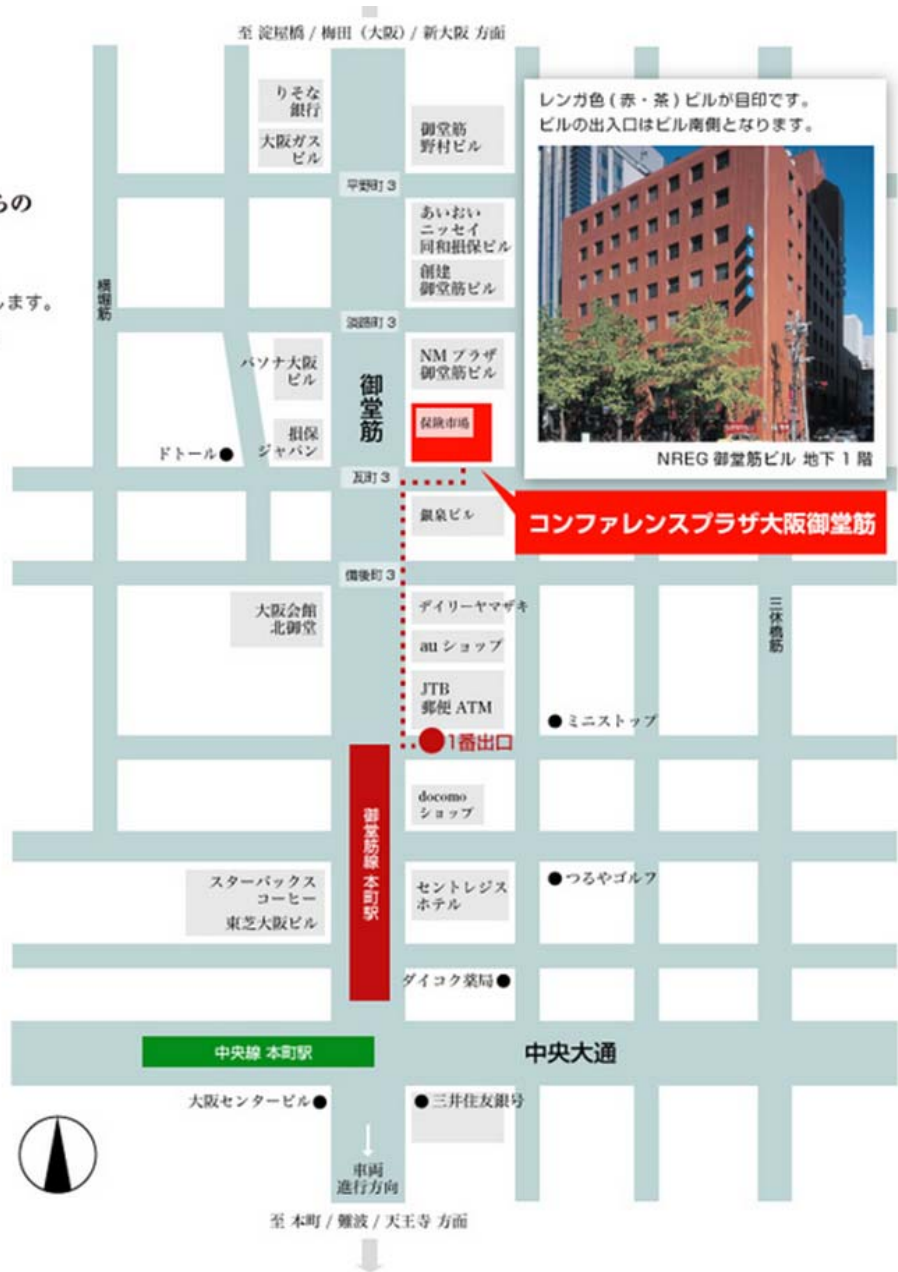 至 淀屋橋 / 梅田 (大阪) / 新大阪 方面
りそな
銀行
大阪ガス
ビル
御堂筋
野村ビル
レンガ色 ( 赤・茶 ) ビルが目印です。
ビルの出入口はビル南側となります。
平野町 3
らの
あいおい
ニッセイ
同和損保ビル
創建
御堂筋ビル
横堀筋
します。
淡路町 3
パソナ大阪
ビル
御堂筋
NM プラザ
御堂筋ビル
保険市場
損保
ジャパン
ドトール
NREG 御堂筋ビル 地下 1 階
瓦町 3
銀泉ビル
コンファレンスプラザ大阪御堂筋
備後町 3
大阪会館
北御堂
デイリーヤマザキ
au ショップ
JTB
郵便 ATM
三休橋筋
ミニストップ
1番出口
docomo
ショップ
御堂筋線 本町駅
スターバックス
コーヒー
東芝大阪ビル
セントレジス
ホテル
つるやゴルフ
ダイコク薬局
中央線 本町駅
中央大通
大阪センタービル
三井住友銀号
車両
進行方向
至 本町 / 難波 / 天王寺 方面